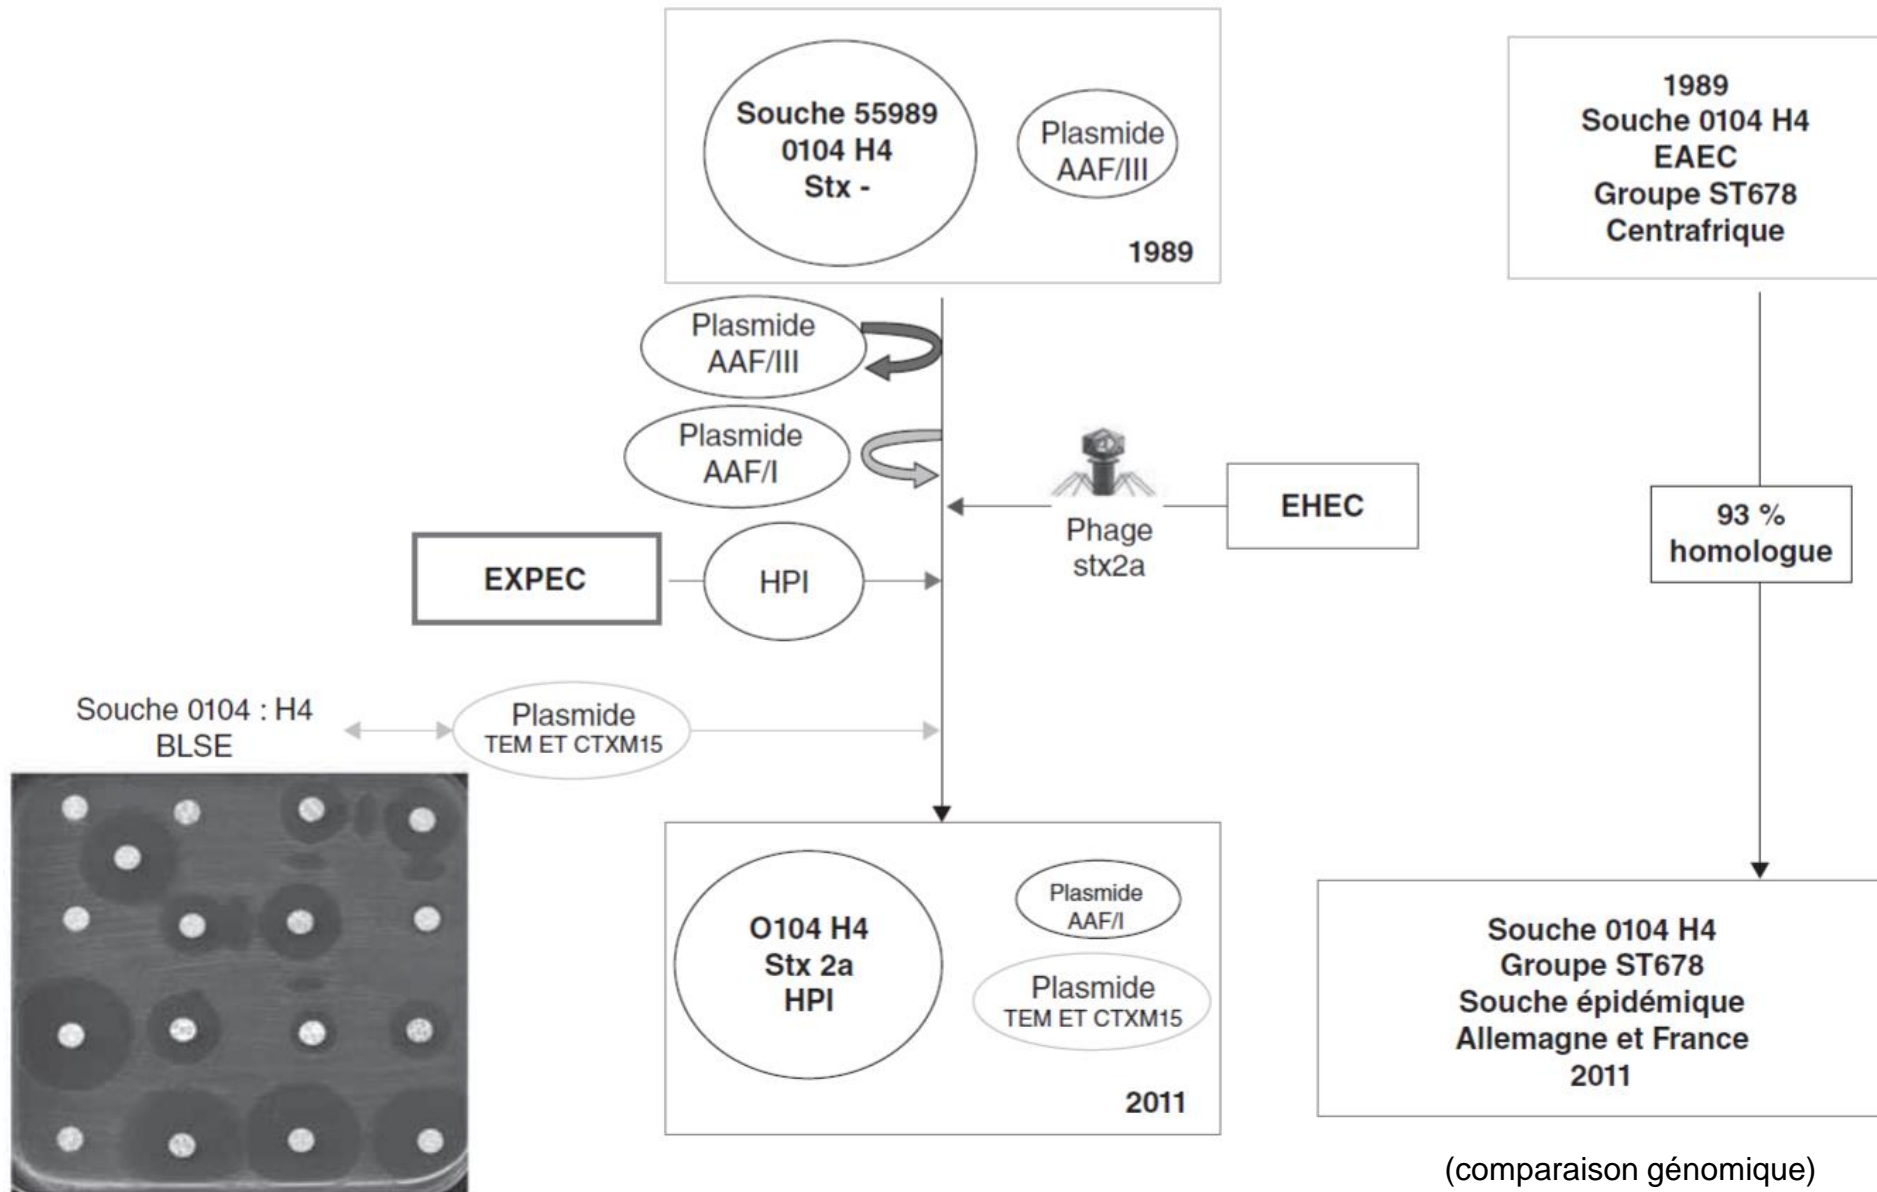 Souche 55989
0104 H4
Stx -
Plasmide
AAF/III
1989
1989
Souche 0104 H4
EAEC
Groupe ST678
Centrafrique
Plasmide
AAF/III
Plasmide
AAF/I
Phage
stx2a
EHEC
93 %
homologue
EXPEC
HPI
Souche 0104 : H4
BLSE
Plasmide
TEM ET CTXM15
O104 H4
Stx 2a
HPI
Plasmide
AAF/I
Plasmide
TEM ET CTXM15
2011
Souche 0104 H4
Groupe ST678
Souche épidémique
Allemagne et France
2011
(comparaison génomique)